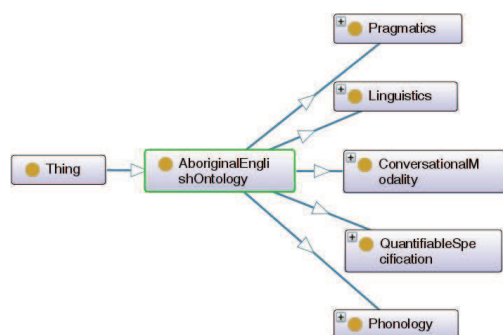 Pragmatics
Linguistics
Thing
AboriginalEngli
shOntology
ConversationalM
odality
QuantifiableSpe
cification
Phonology